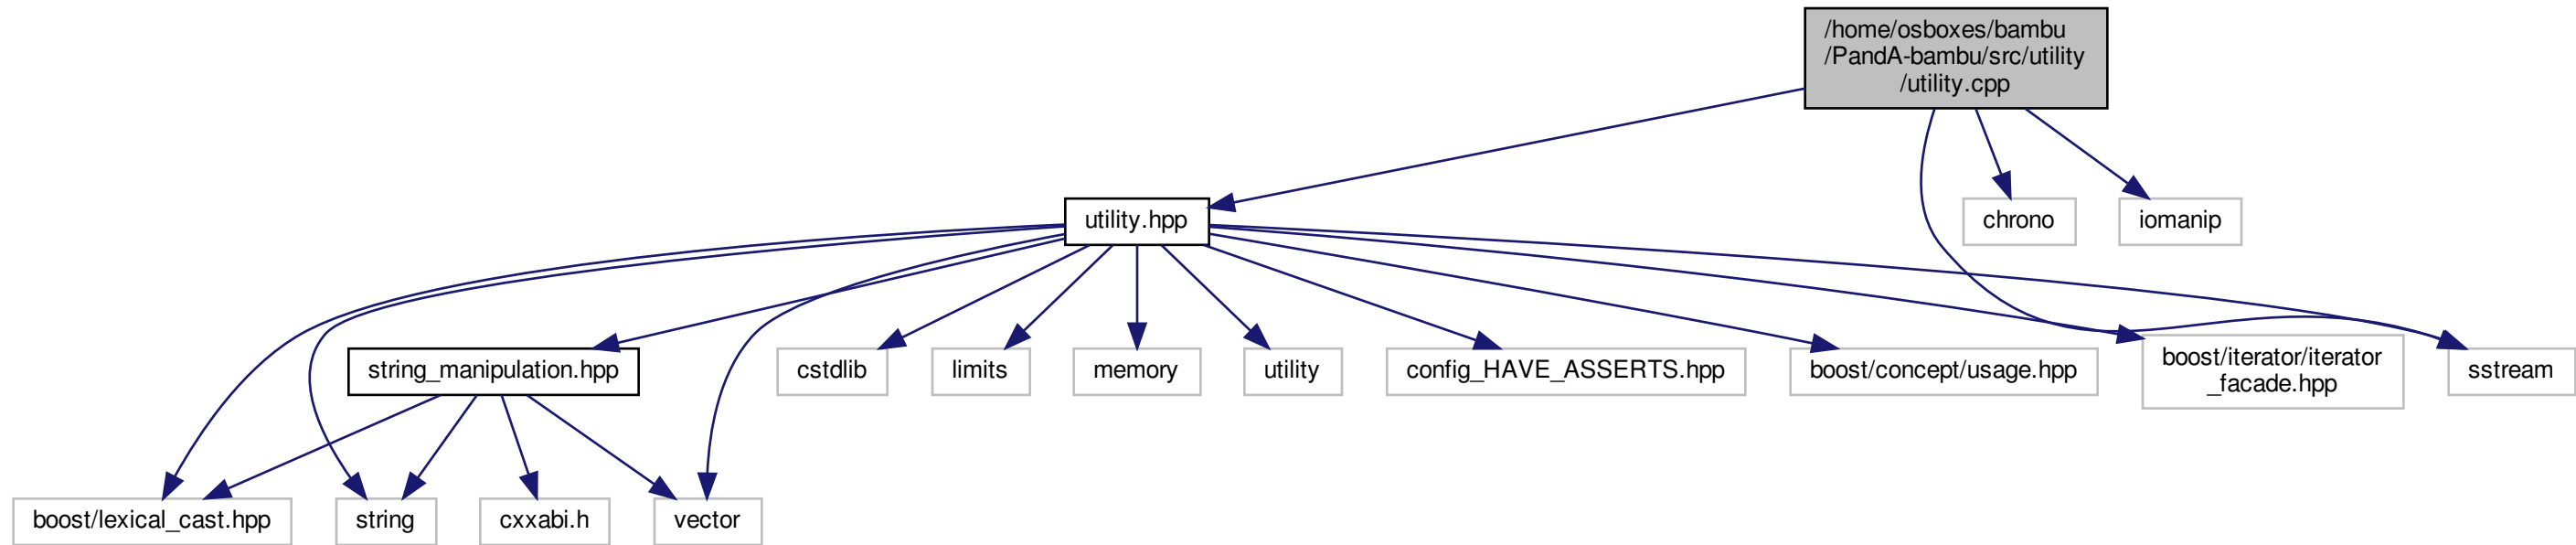 /home/osboxes/bambu
/PandA-bambu/src/utility
/utility.cpp
utility.hpp
chrono
iomanip
string_manipulation.hpp
cstdlib
limits
memory
utility
config_HAVE_ASSERTS.hpp
boost/concept/usage.hpp
boost/iterator/iterator
_facade.hpp
sstream
boost/lexical_cast.hpp
string
cxxabi.h
vector